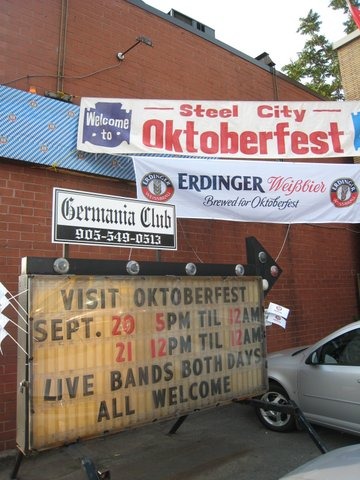 Welcome to
Steel City
Oktoberfest
ERDINGER Weißbier
Brewed for Oktoberfest
ERDINGER
ERDINGER
Germania Club
905-549-0513
VISIT OKTOBERFEST
SEPT. 20 5PM TIL 12AM
21 12PM TIL 12AM
LIVE BANDS BOTH DAYS
ALL WELCOME